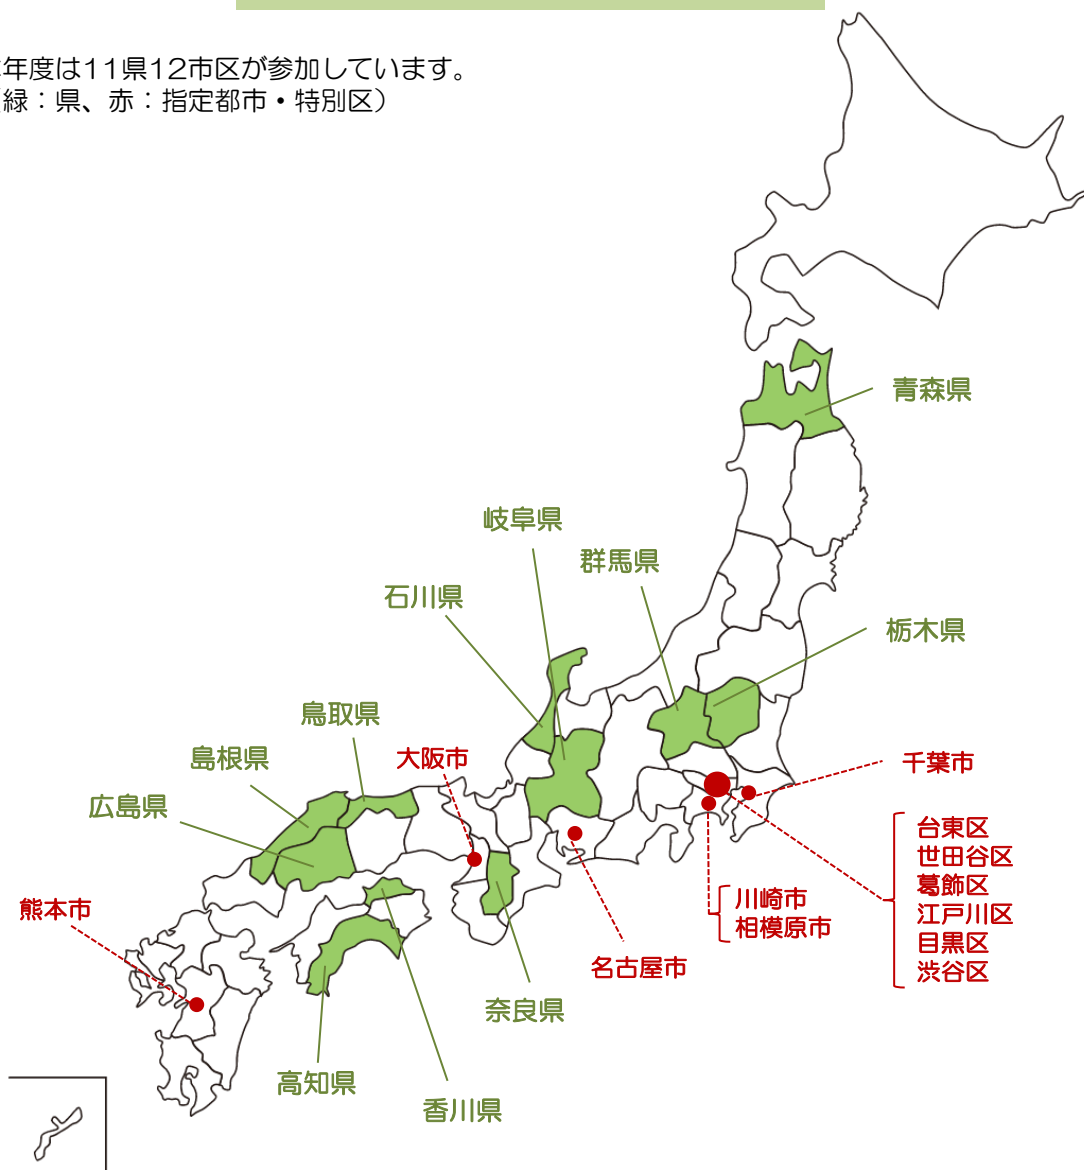 年度は11県12市区が参加しています。
緑：県、赤：指定都市・特別区）
青森県
岐阜県
群馬県
石川県
栃木県
鳥取県
島根県
大阪市
千葉市
広島県
台東区
世田谷区
葛飾区
江戸川区
目黒区
渋谷区
川崎市
相模原市
熊本市
名古屋市
奈良県
高知県
香川県